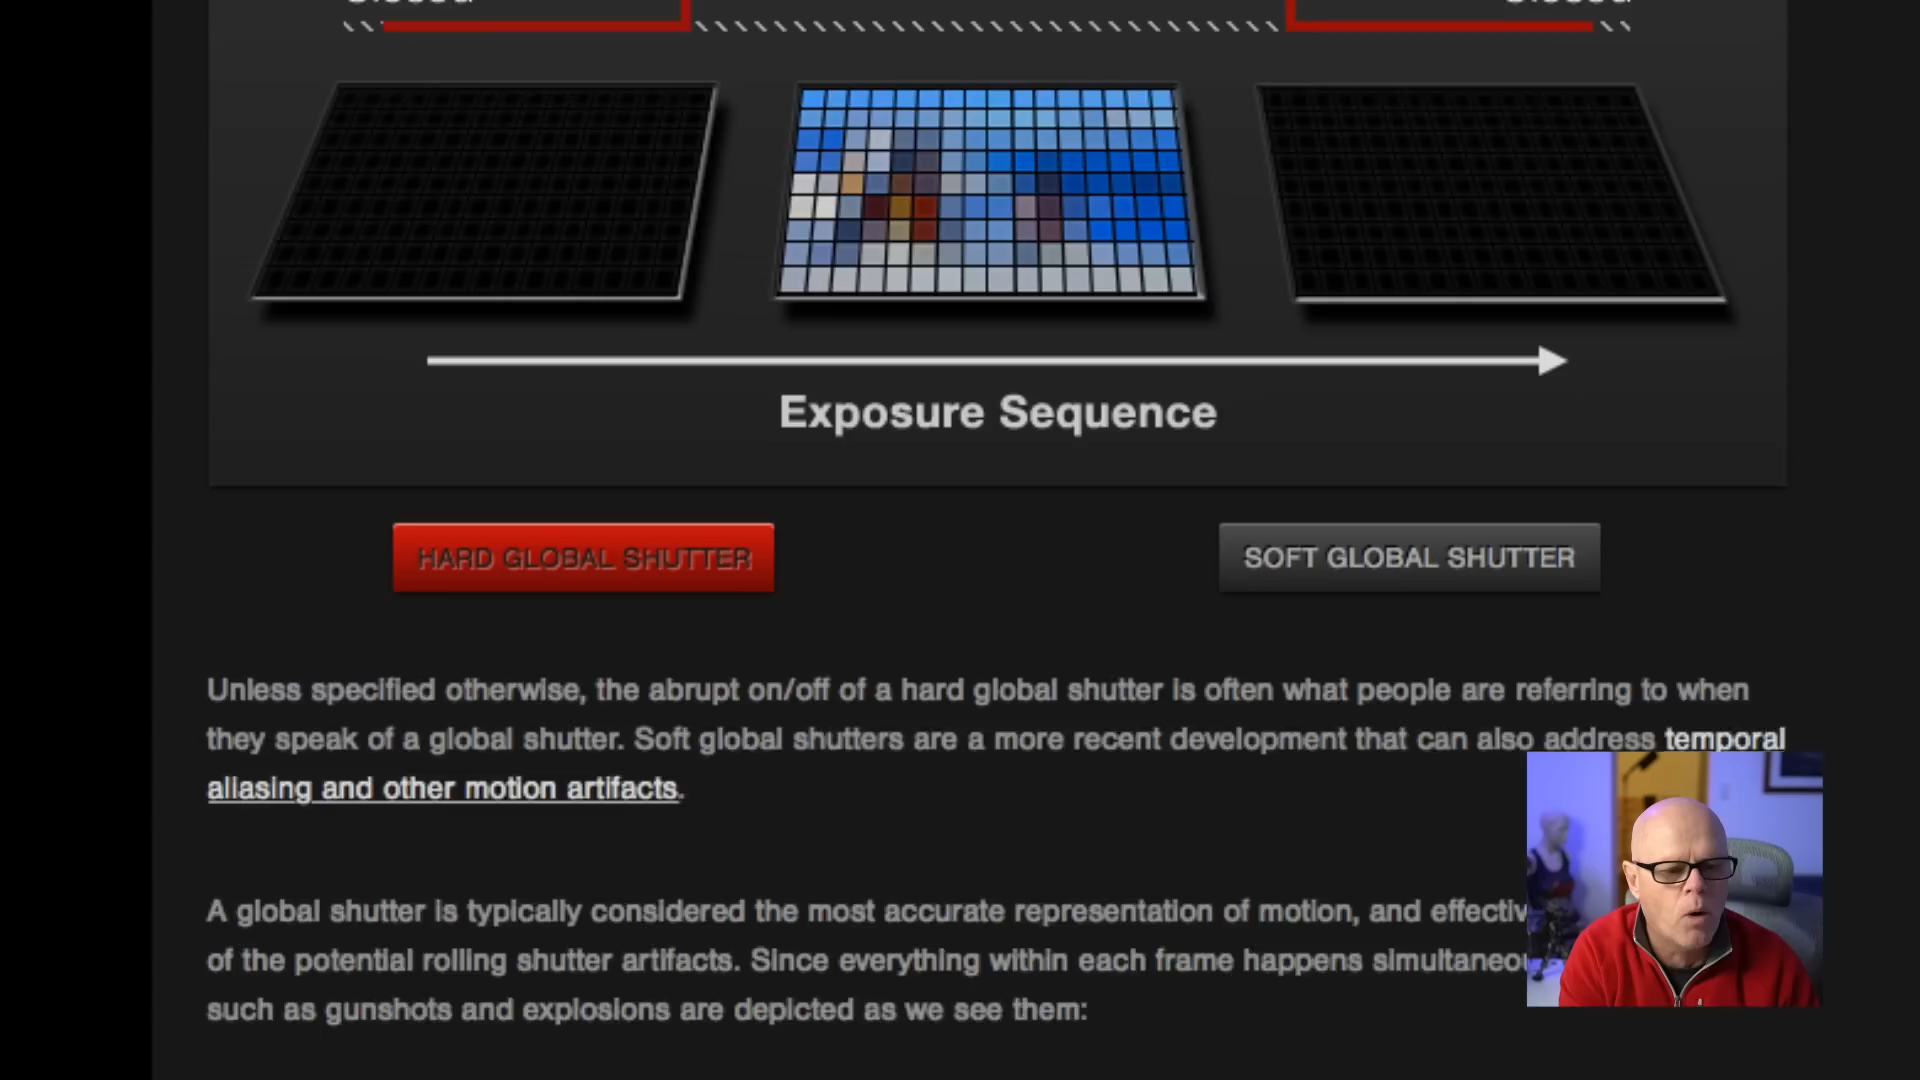 Closed
Closed
Exposure Sequence
HARD GLOBAL SHUTTER
SOFT GLOBAL SHUTTER
Unless specified otherwise, the abrupt on/off of a hard global shutter is often what people are referring to when
they speak of a global shutter. Soft global shutters are a more recent development that can also address temporal
aliasing and other motion artifacts.
A global shutter is typically considered the most accurate representation of motion, and
of the potential rolling shutter artifacts. Since everything within each frame happens
such as gunshots and explosions are depicted as we see them: